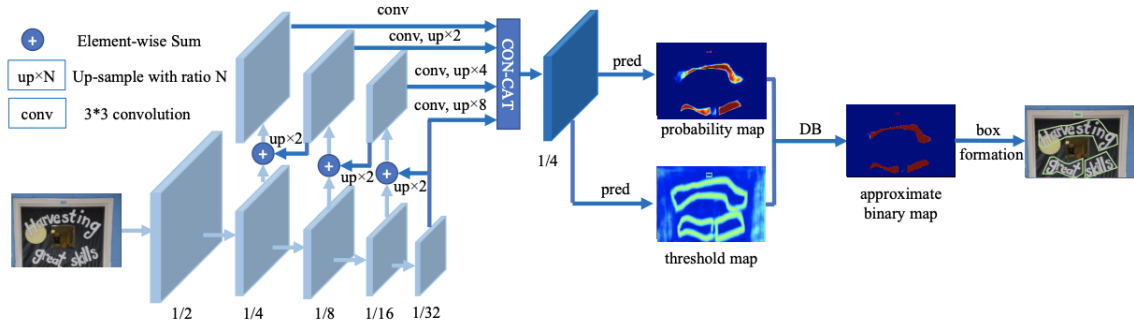 Element-wise Sum
up×N Up-sample with ratio N
conv 3*3 convolution
conv
conv, up×2
conv, up×4
conv, up×8
CON-CAT
up×2
up×2
up×2
1/2
1/4
1/8
1/16
1/32
1/4
pred
pred
probability map
threshold map
DB
approximate
binary map
box
formation
Harvesting
great skills
Harvesting
great skills